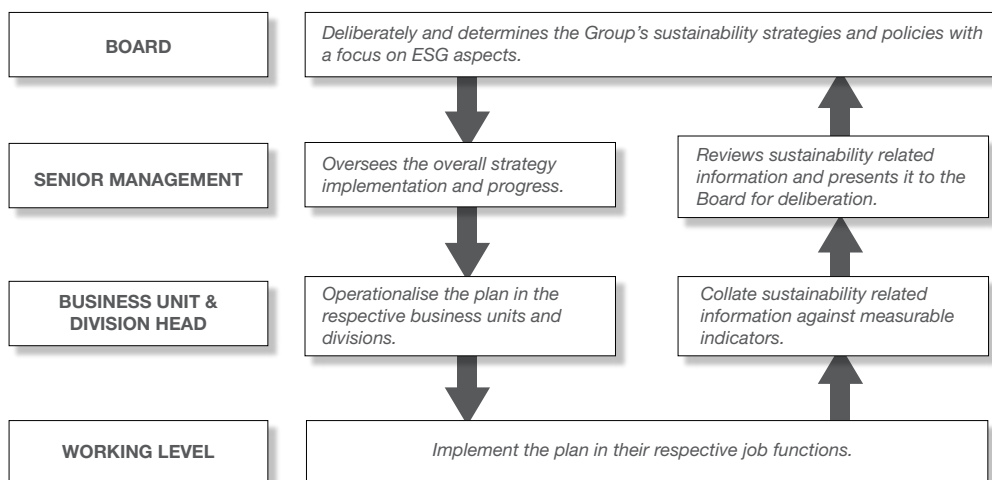 BOARD
Deliberately and determines the Group's sustainability strategies and policies with
a focus on ESG aspects.
SENIOR MANAGEMENT
Oversees the overall strategy
implementation and progress.
Reviews sustainability related
information and presents it to the
Board for deliberation.
BUSINESS UNIT &
DIVISION HEAD
Operationalise the plan in the
respective business units and
divisions.
Collate sustainability related
information against measurable
indicators.
WORKING LEVEL
Implement the plan in their respective job functions.